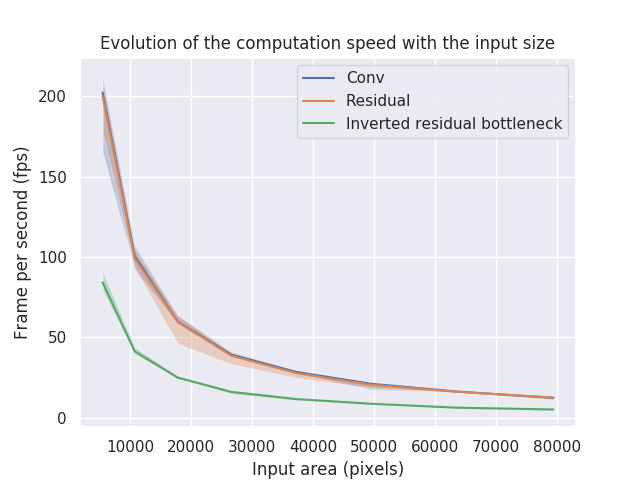 Evolution of the computation speed with the input size
Conv
Residual
Inverted residual bottleneck
Frame per second (fps)
200
150
100
50
0
10000 20000 30000 40000 50000 60000 70000 80000
Input area (pixels)